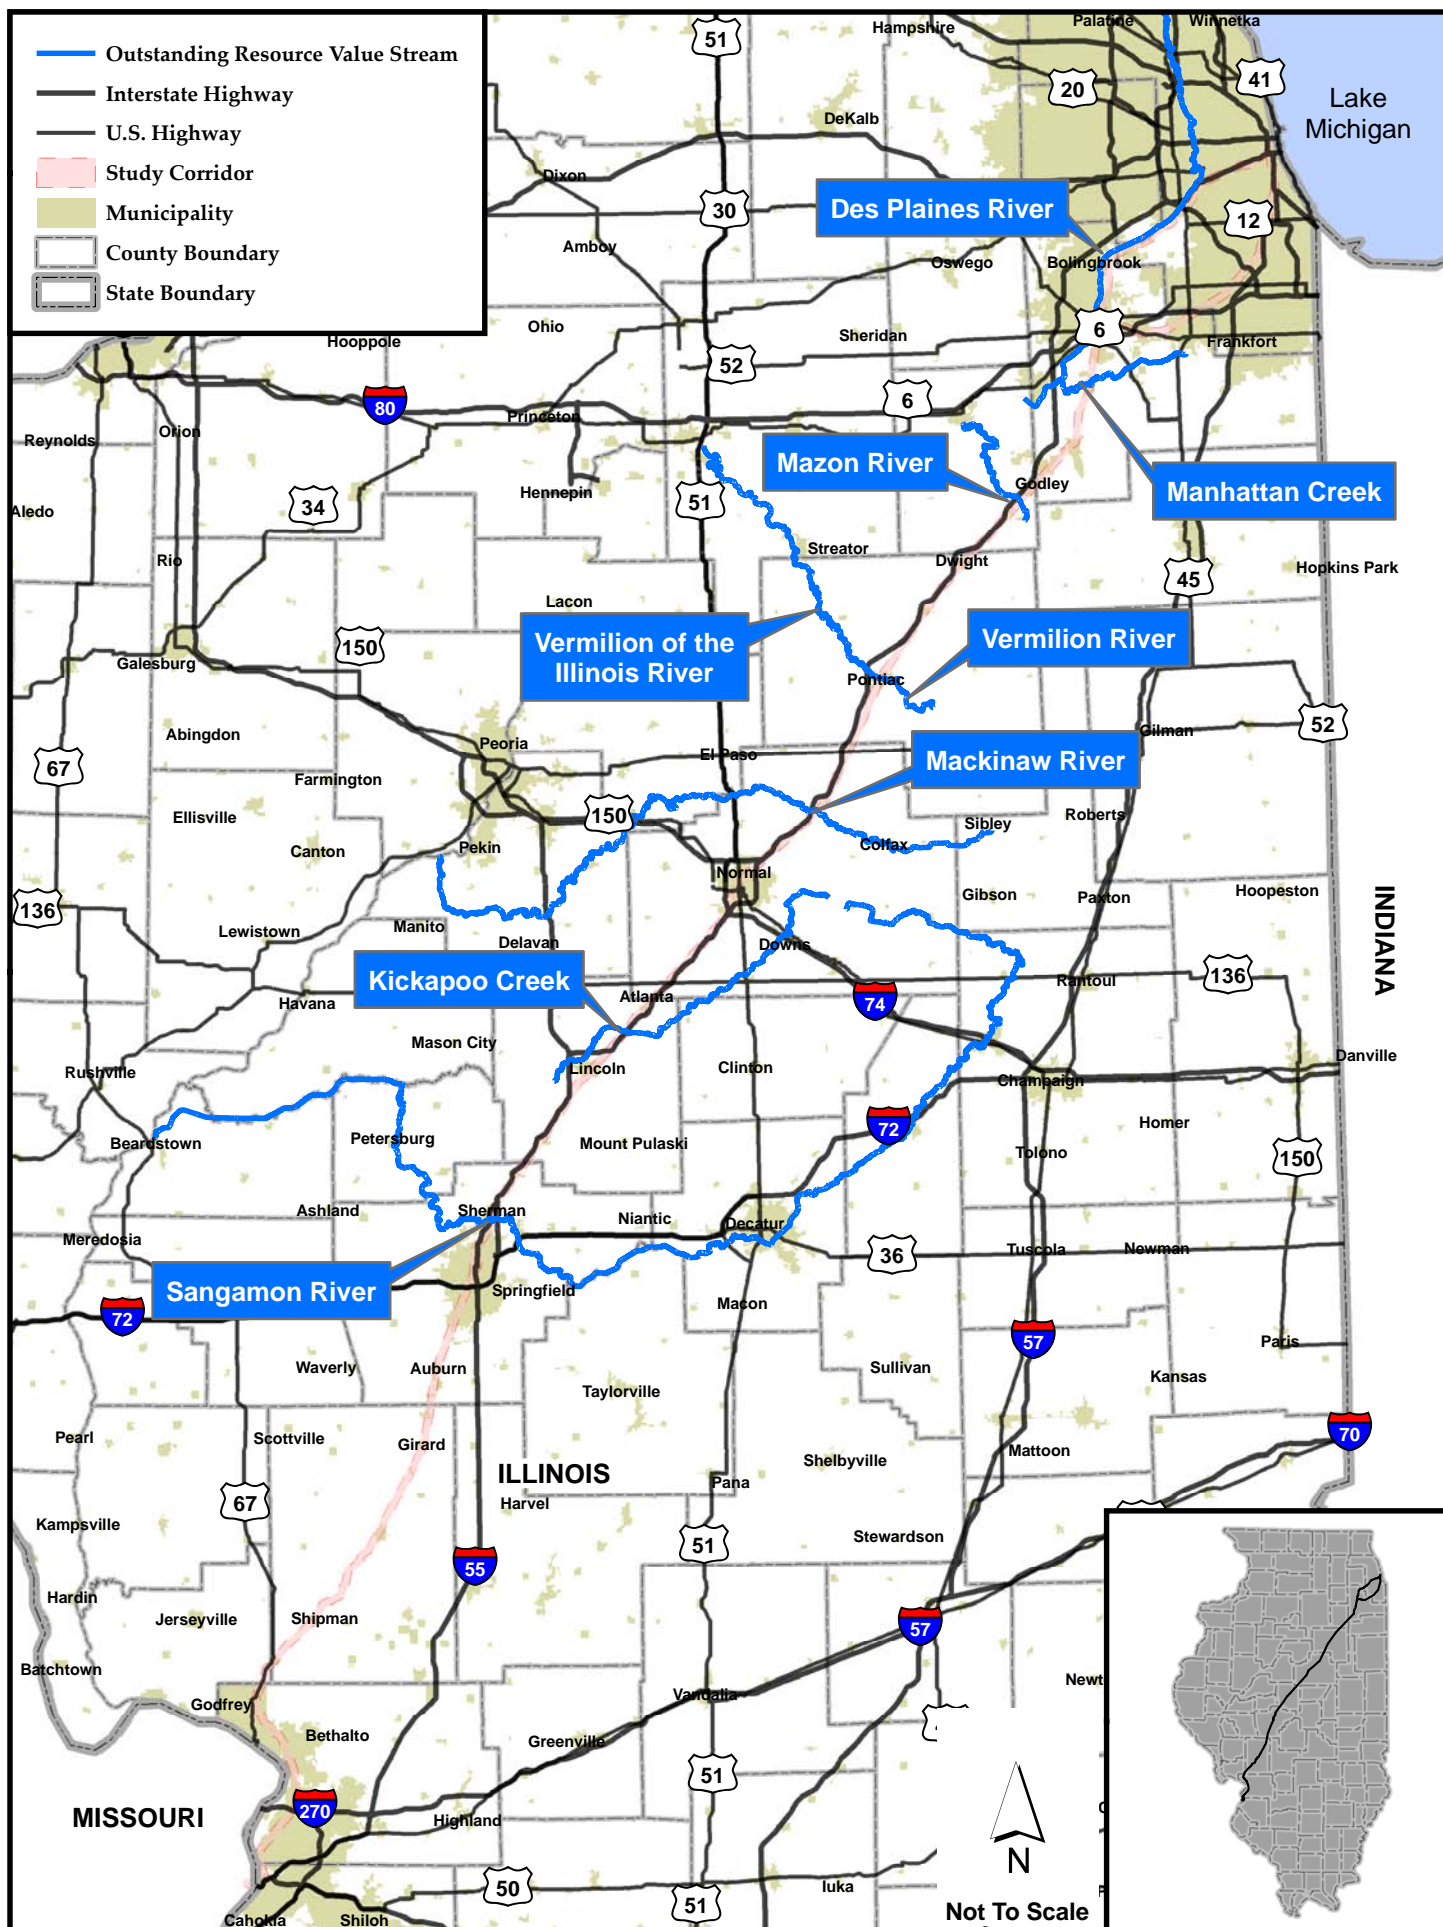 Outstanding Resource Value Stream
Interstate Highway
U.S. Highway
Study Corridor
Municipality
County Boundary
State Boundary
51
Hampshire
Palatine
Winnetka
20
41
Lake
Michigan
DeKalb
Dixon
30
Des Plaines River
12
Amboy
Oswego
Bolingbrook
Ohio
Hooppole
Sheridan
6
Frankfort
52
80
Princeton
6
Reynolds
Orion
Mazon River
Manhattan Creek
Godley
Hennepin
51
34
Aledo
Streator
Dwight
Rio
45
Hopkins Park
Lacon
Vermilion of the
Illinois River
Vermilion River
150
Galesburg
Pontiac
52
Abingdon
Peoria
El Paso
Gilman
67
Farmington
Mackinaw River
Ellisville
150
Sibley
Roberts
Canton
Pekin
Colfax
Normal
136
Gibson
Paxton
Hoopeston
INDIANA
Lewistown
Manito
Delavan
Downs
Kickapoo Creek
136
Rantoul
Havana
Atlanta
74
Mason City
Rushville
Lincoln
Clinton
Champaign
Danville
72
Beardstown
Petersburg
Mount Pulaski
Homer
Tolono
150
Ashland
Sherman
Niantic
Decatur
Meredosia
36
Tuscola
Newman
Sangamon River
Springfield
Macon
72
57
Paris
Waverly
Auburn
Sullivan
Kansas
Taylorville
Pearl
Scottville
Girard
70
Mattoon
ILLINOIS
Shelbyville
Harvel
Pana
67
Kampsville
51
Stewardson
55
Hardin
Jerseyville
Shipman
57
Batchtown
Godfrey
Vandalia
Bethalto
Greenville
51
MISSOURI
270
Highland
N
50
Iuka
51
Not To Scale
Cahokia
Shiloh